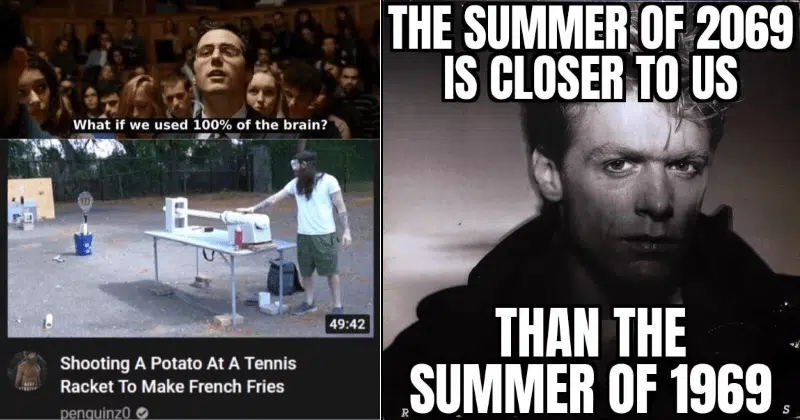 What if we used 100% of the brain?
49:42
Shooting A Potato At A Tennis
Racket To Make French Fries
penguinz0
THE SUMMER OF 2069
IS CLOSER TO US
THAN THE
SUMMER OF 1969
R
S